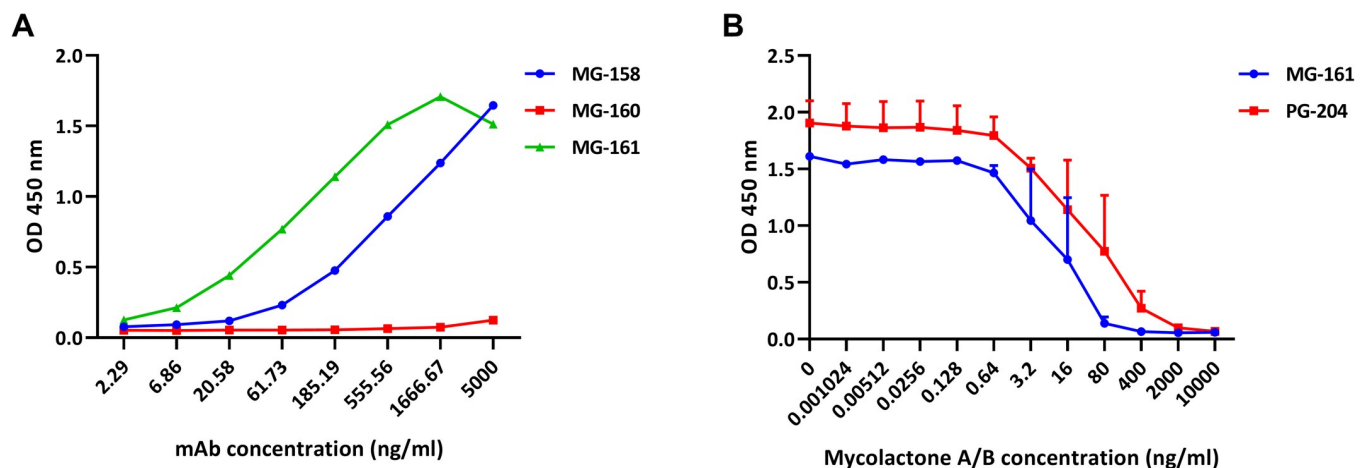 A
OD 450 nm
2.0
1.5
1.0
0.5
0.0
2.29
6.86
20.58
61.73
185.19
555.56
1666.67
5000
mAb concentration (ng/ml)
MG-158
MG-160
MG-161
B
OD 450 nm
2.5
2.0
1.5
1.0
0.5
0.0
0
0.001024
0.00512
0.0256
0.128
0.64
3.2
16
80
400
2000
10000
Mycolactone A/B concentration (ng/ml)
MG-161
PG-204